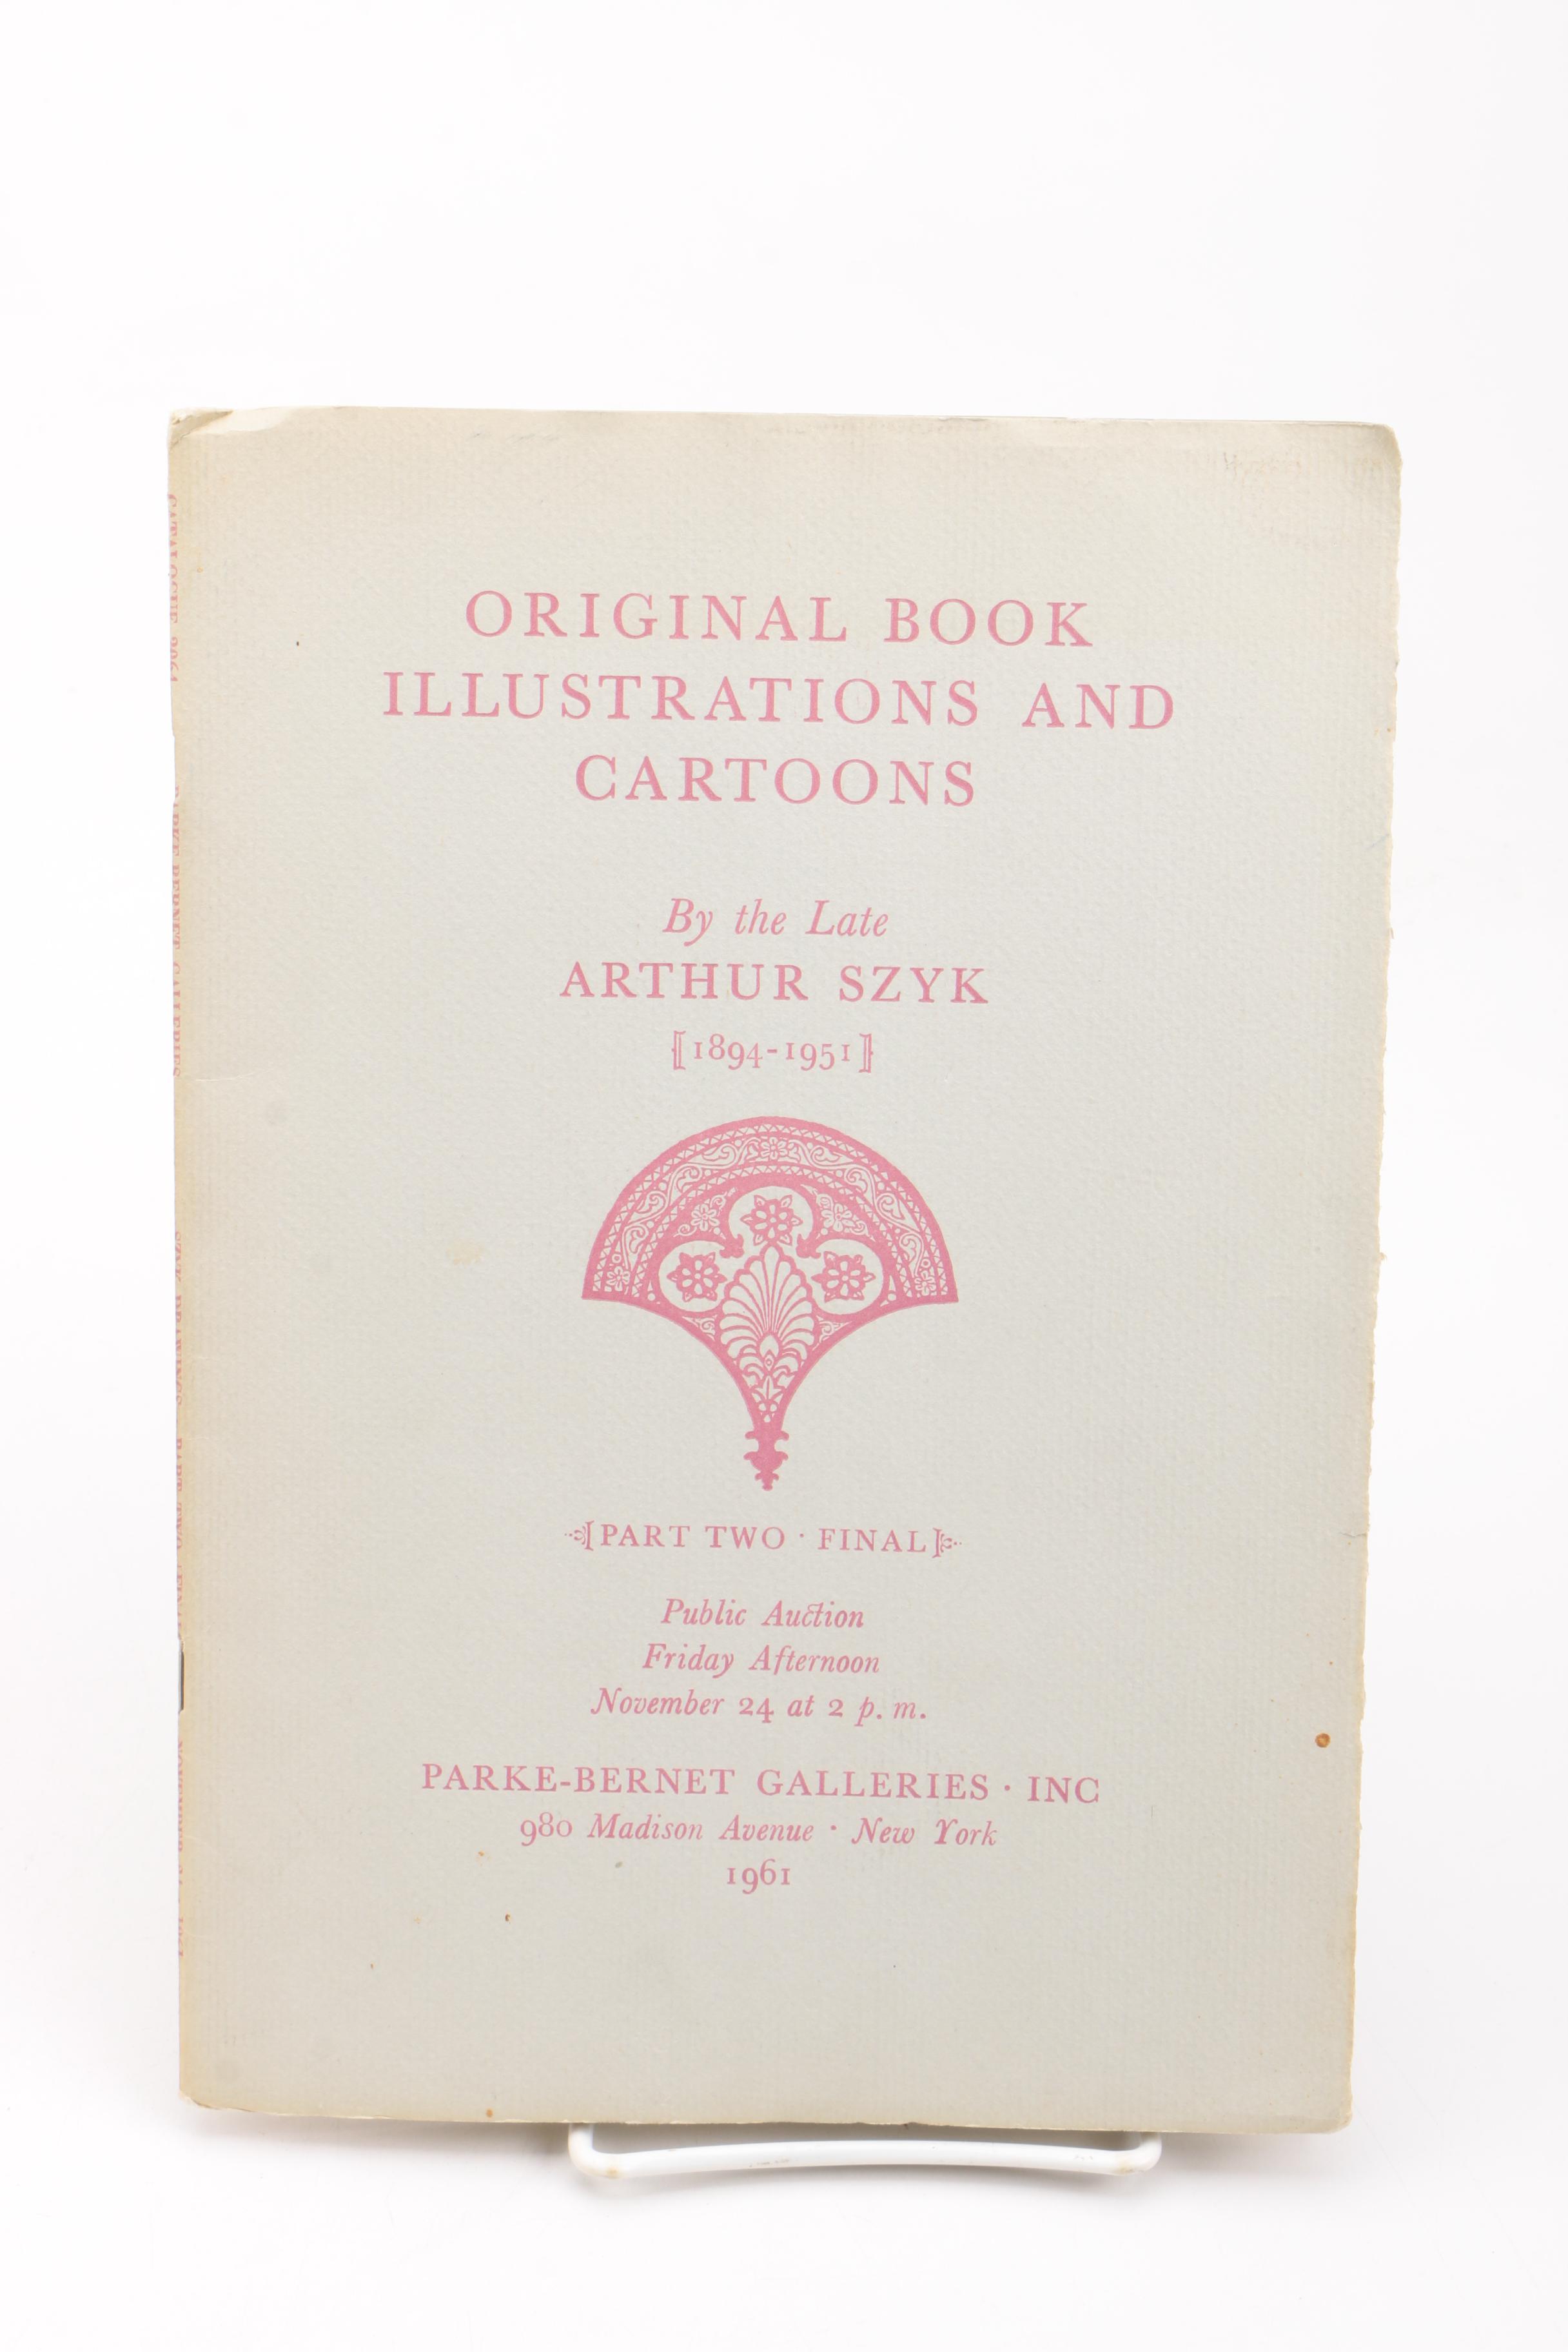 ORIGINAL BOOK
ILLUSTRATIONS AND
CARTOONS
By the Late
ARTHUR SZYK
[1894-1951]
[PART TWO · FINAL]
Public Auction
Friday Afternoon
November 24 at 2 p. m.
PARKE-BERNET GALLERIES · INC
980 Madison Avenue · New York
1961